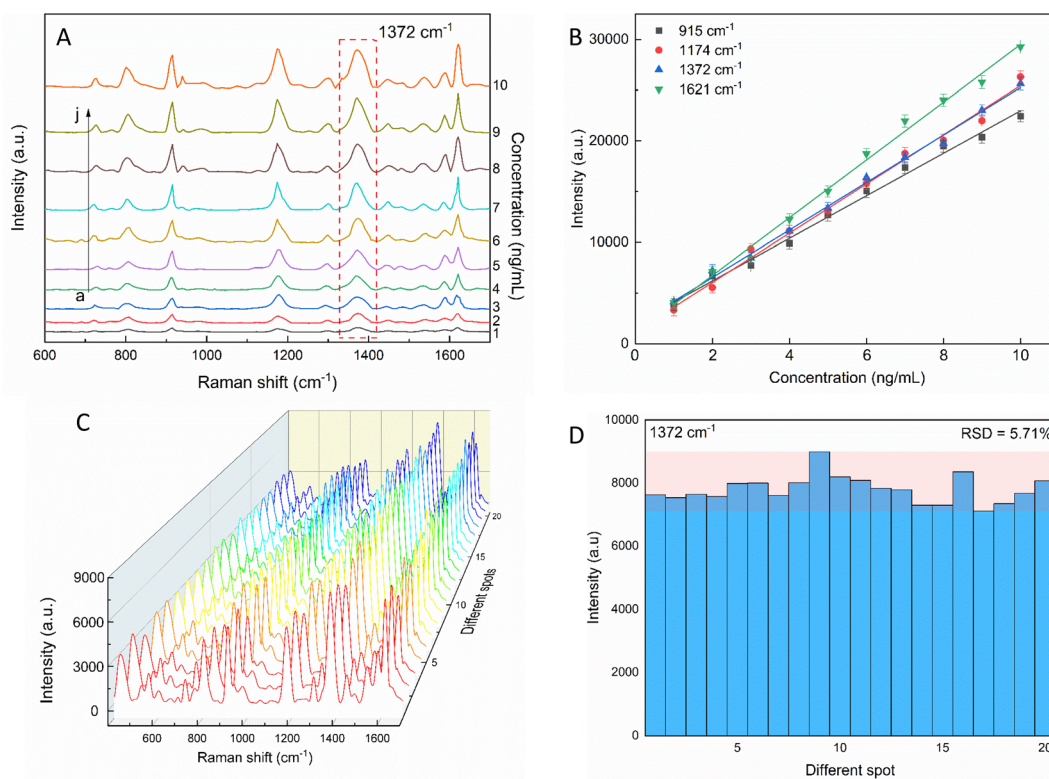 A
1372 cm⁻¹
Intensity (a.u.)
j
a
10
9
8
7
6
5
4
3
2
1
Concentration (ng/mL)
600 800 1000 1200 1400 1600
Raman shift (cm⁻¹)
B
915 cm⁻¹
1174 cm⁻¹
1372 cm⁻¹
1621 cm⁻¹
Intensity (a.u.)
30000
20000
10000
0
0 2 4 6 8 10
Concentration (ng/mL)
C
Intensity (a.u.)
9000
6000
3000
0
600 800 1000 1200 1400 1600
Raman shift (cm⁻¹)
5
10
15
20
Different spots
D
1372 cm⁻¹
RSD = 5.71%
Intensity (a.u)
10000
8000
6000
4000
2000
0
5 10 15 20
Different spot